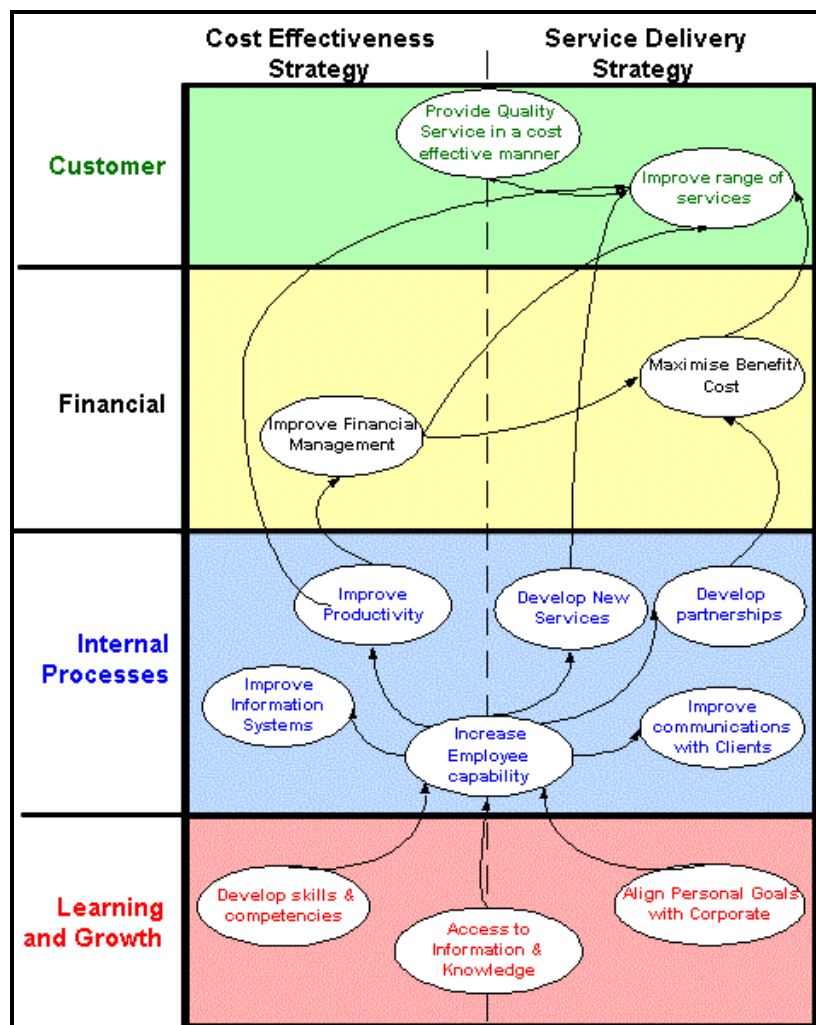 Cost Effectiveness
Strategy
Service Delivery
Strategy
Customer
Provide Quality
Service in a cost
effective manner
Improve range of
services
Financial
Maximise Benefit/
Cost
Improve Financial
Management
Internal
Processes
Improve
Productivity
Develop New
Services
Develop
partnerships
Improve
Information
Systems
Increase
Employee
capability
Improve
communications
with Clients
Learning
and Growth
Develop skills &
competencies
Access to
Information &
Knowledge
Align Personal Goals
with Corporate